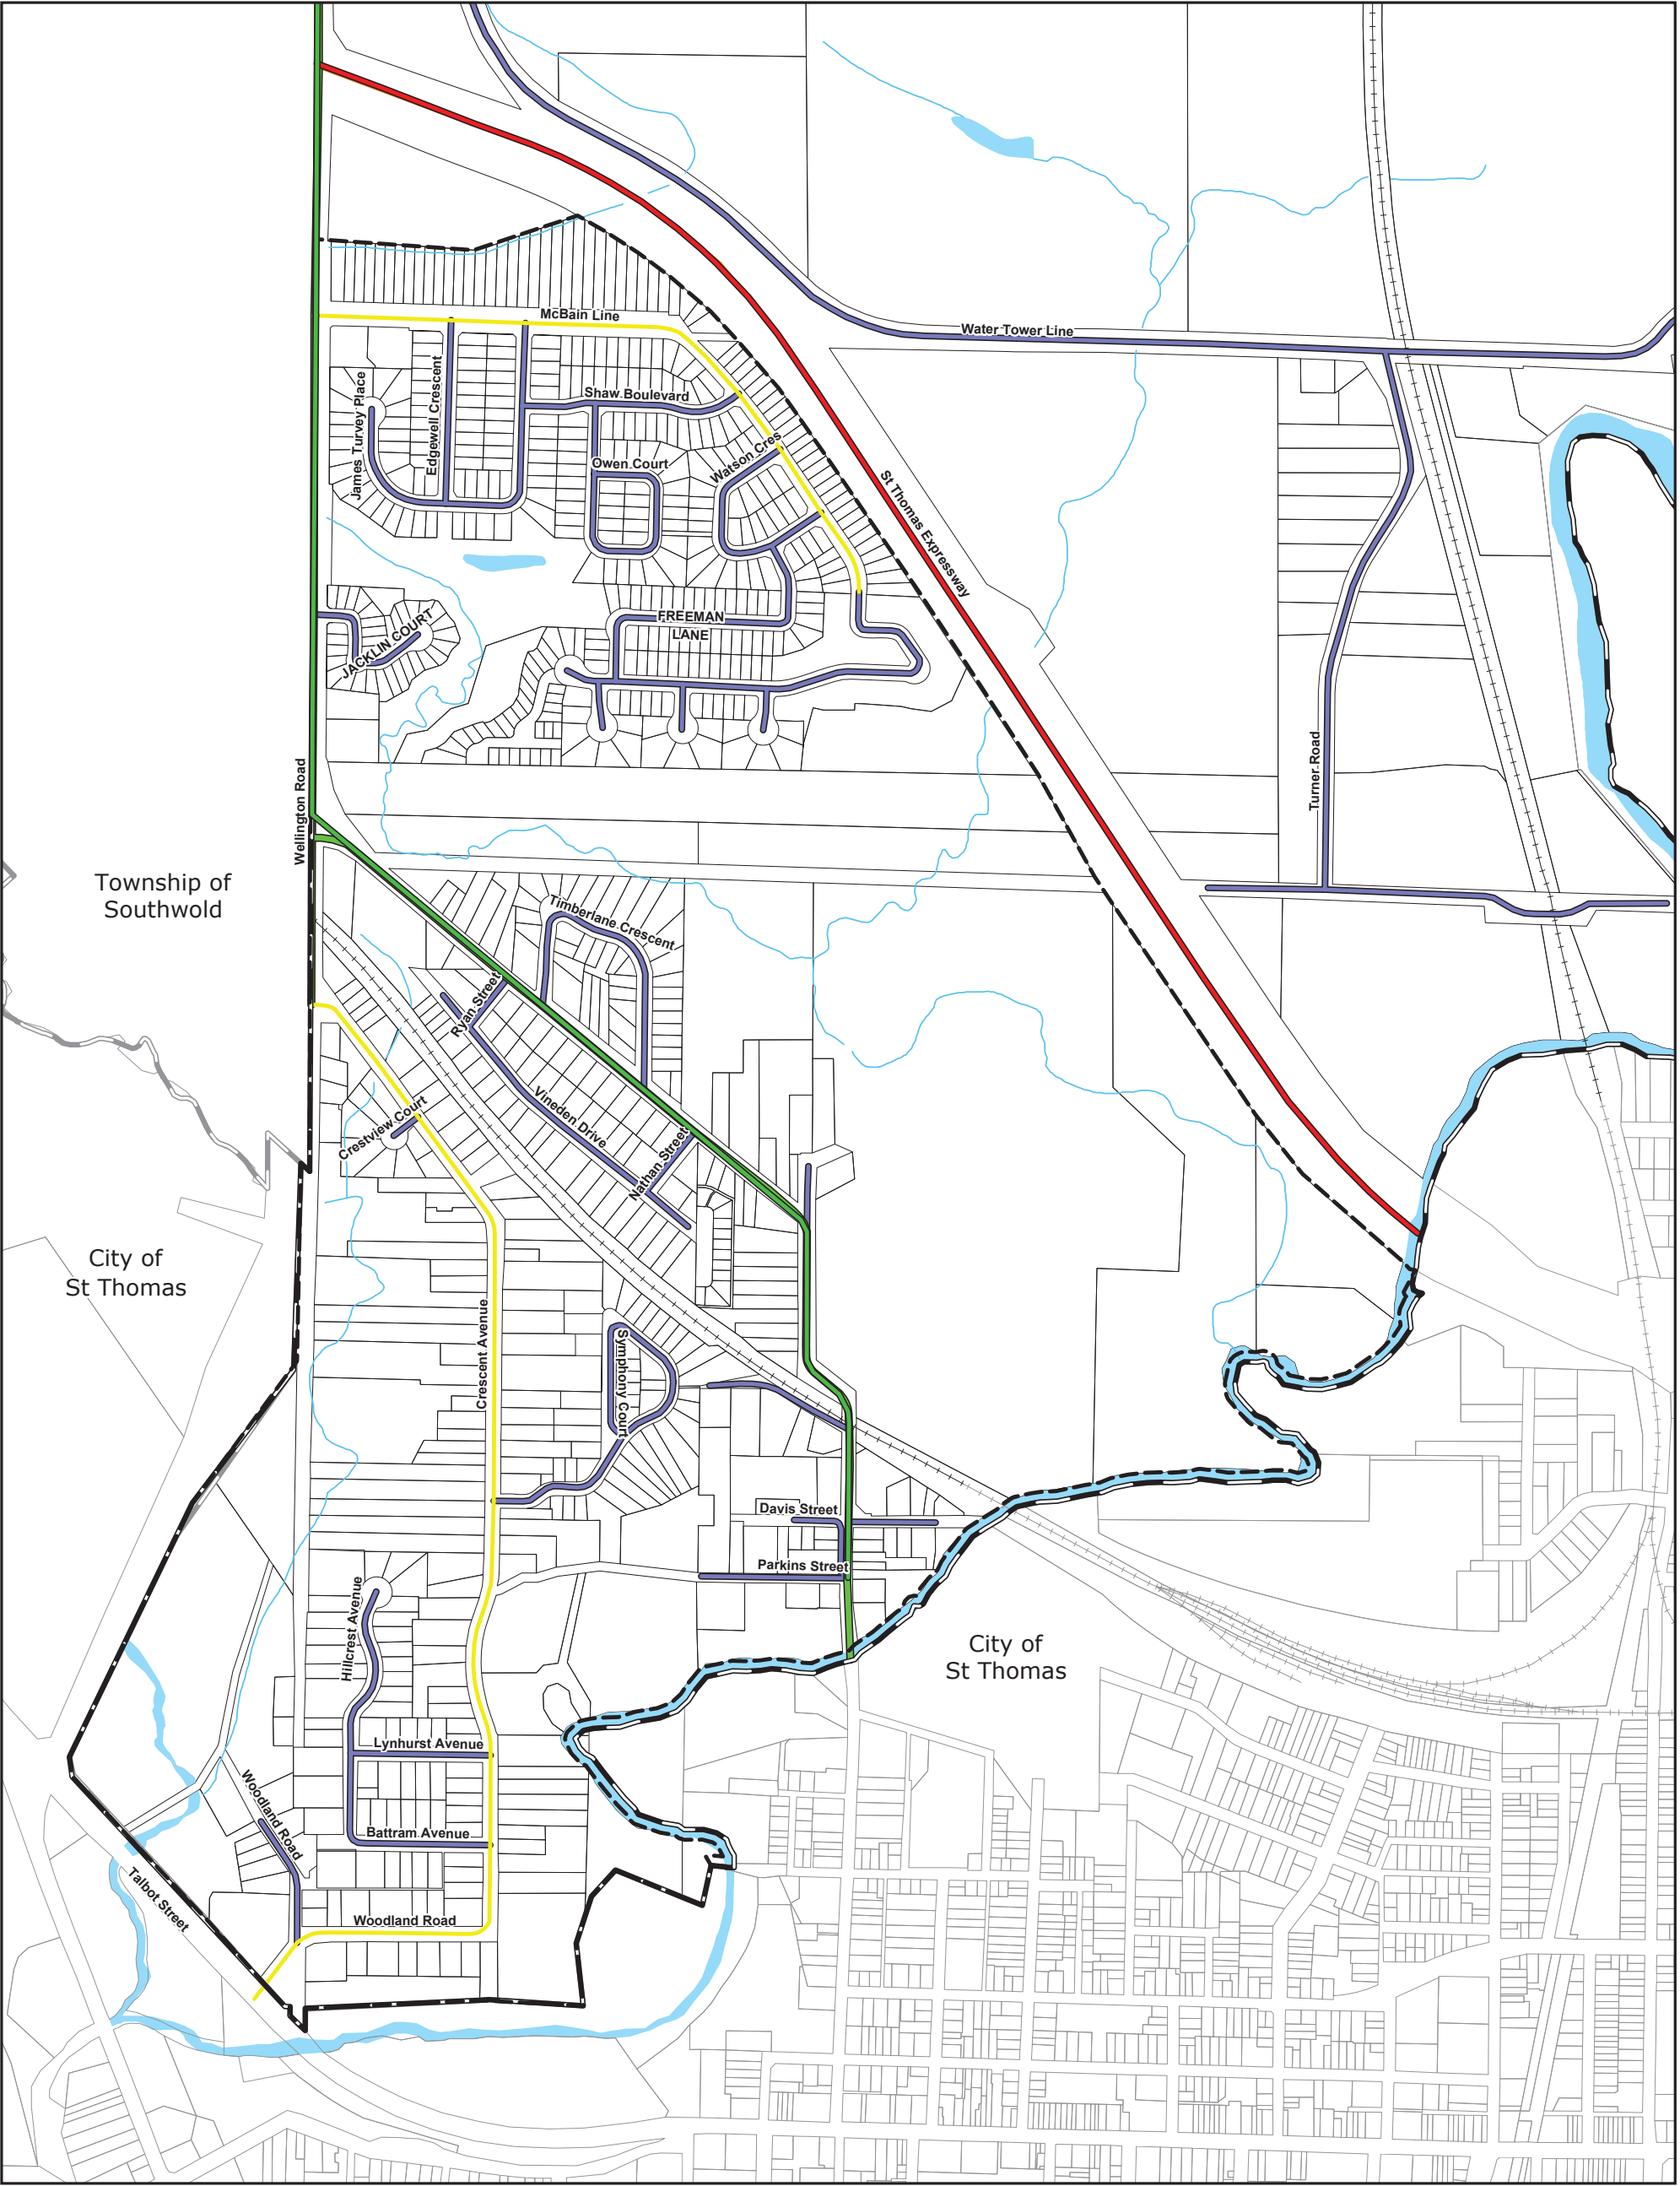 McBain Line
Water Tower Line
Edgewell Crescent
James Turvey Place
Shaw Boulevard
Watson Cres
Owen Court
St Thomas Expressway
FREEMAN
LANE
JACKLIN COURT
Turner Road
Wellington Road
Township of
Southwold
Timberlane Crescent
Ryan Street
Vineden Drive
Crestview Court
Nathan Street
City of
St Thomas
Crescent Avenue
Symphony Court
Davis Street
Parkins Street
Hillcrest Avenue
City of
St Thomas
Lynhurst Avenue
Woodland Road
Battram Avenue
Talbot Street
Woodland Road